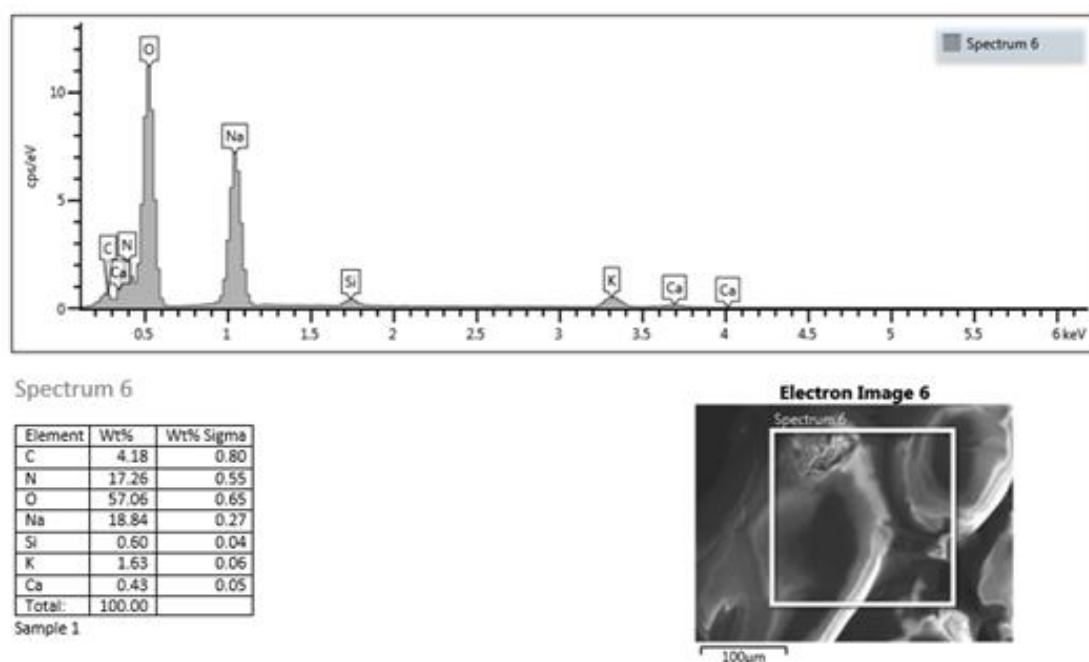 Spectrum 6
O
Na
C
N
Ca
Si
K
Ca
Ca
cps/eV
10
5
0
0.5 1 1.5 2 2.5 3 3.5 4 4.5 5 5.5 6 keV
Spectrum 6
Element Wt% Wt% Sigma
C 4.18 0.80
N 17.26 0.55
O 57.06 0.65
Na 18.84 0.27
Si 0.60 0.04
K 1.63 0.06
Ca 0.43 0.05
Total: 100.00
Sample 1
Electron Image 6
Spectrum 6
100µm